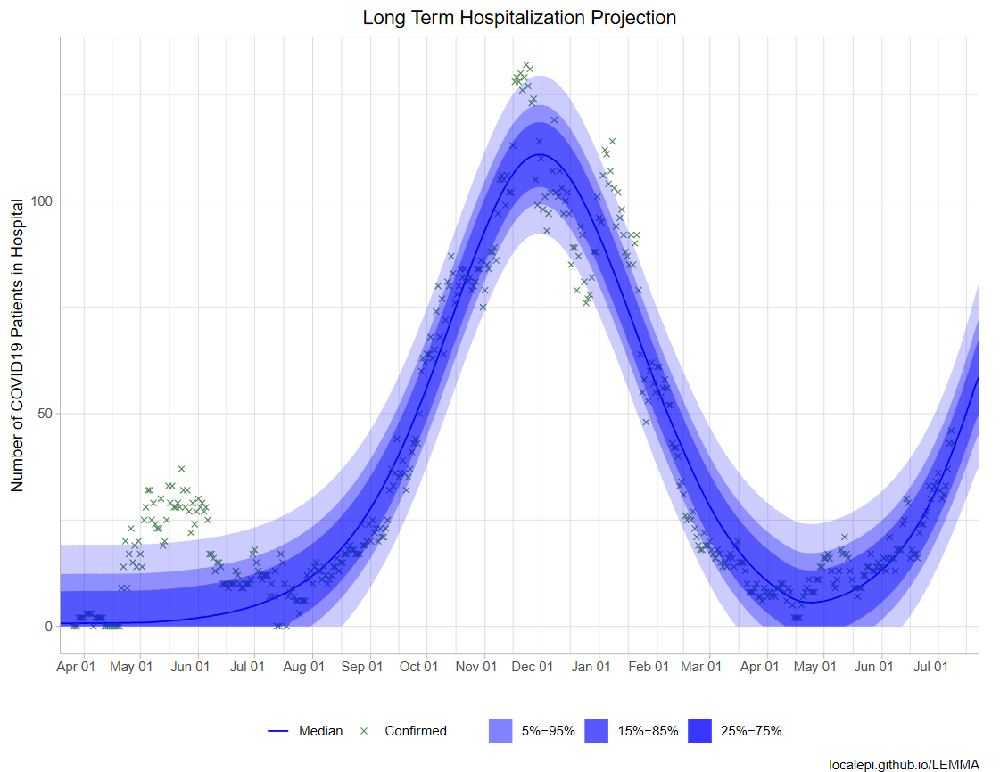 Long Term Hospitalization Projection
Number of COVID19 Patients in Hospital
100
50
0
Apr 01 May 01 Jun 01 Jul 01 Aug 01 Sep 01 Oct 01 Nov 01 Dec 01 Jan 01 Feb 01 Mar 01 Apr 01 May 01 Jun 01 Jul 01
Median Confirmed 5%−95% 15%−85% 25%−75%
localepi.github.io/LEMMA